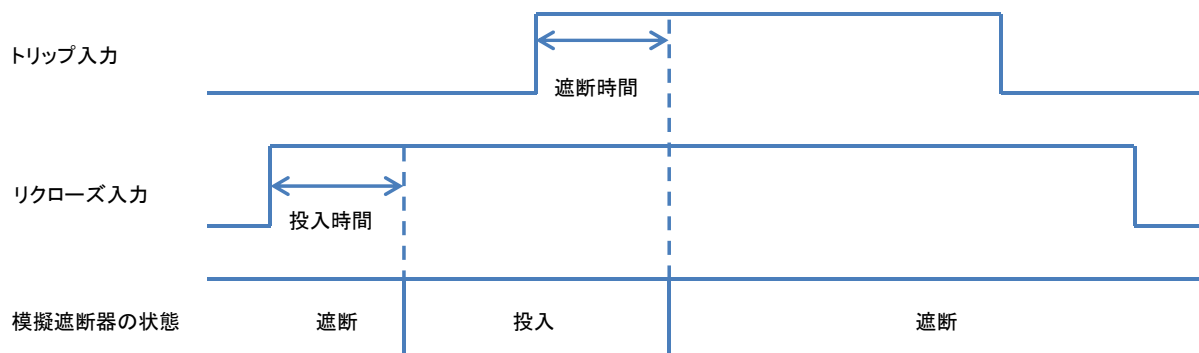 トリップ入力
遮断時間
リクローズ入力
投入時間
模擬遮断器の状態
遮断
投入
遮断